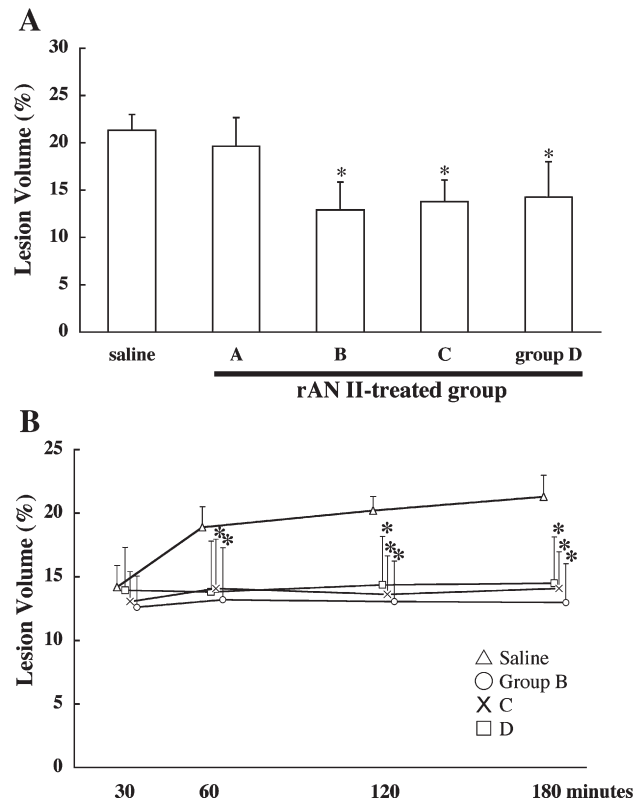 A
Lesion Volume (%)
30
25
20
15
10
5
0
*
*
*
saline
A
B
C
group D
rAN II-treated group
B
Lesion Volume (%)
25
20
15
10
5
0
*
*
*
*
*
*
*
*
△ Saline
○ Group B
X C
□ D
30
60
120
180 minutes